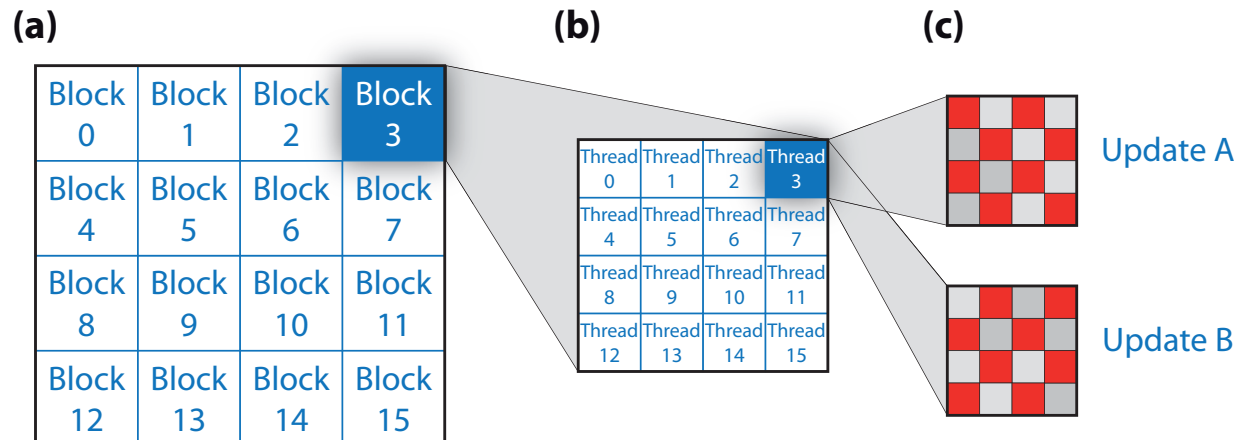 (a)
(b)
(c)
Block Block Block Block
0 1 2 3
Block Block Block Block
4 5 6 7
Block Block Block Block
8 9 10 11
Block Block Block Block
12 13 14 15
Thread Thread Thread Thread
0 1 2 3
Thread Thread Thread Thread
4 5 6 7
Thread Thread Thread Thread
8 9 10 11
Thread Thread Thread Thread
12 13 14 15
Update A
Update B